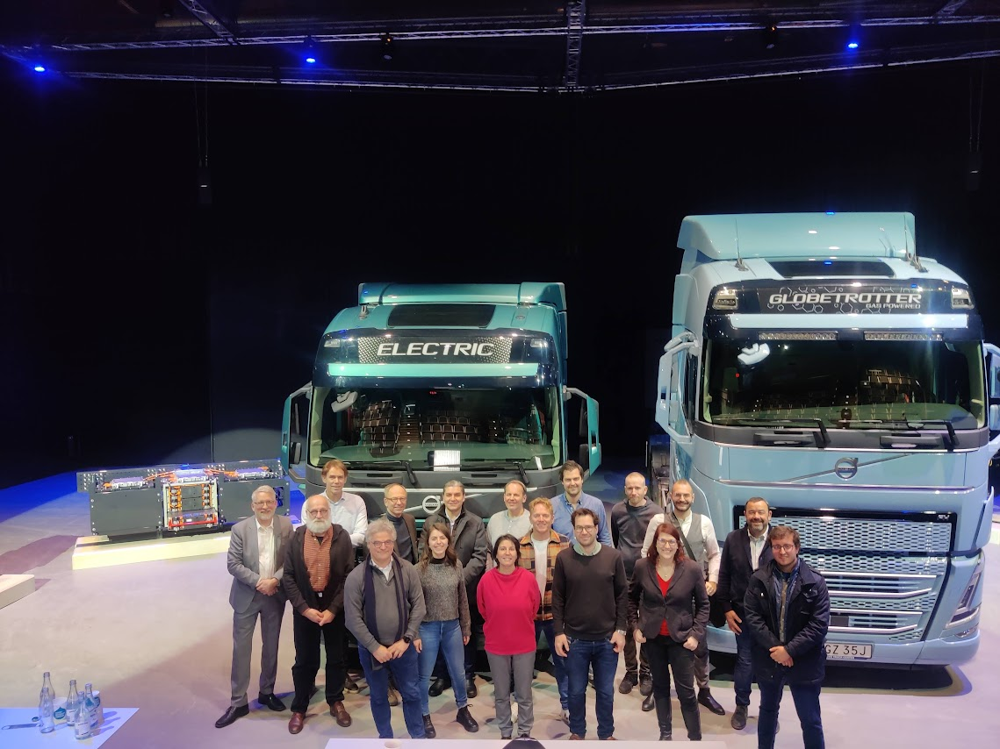 GLOBETROTTER
GAS POWERED
ELECTRIC
GZ 35J